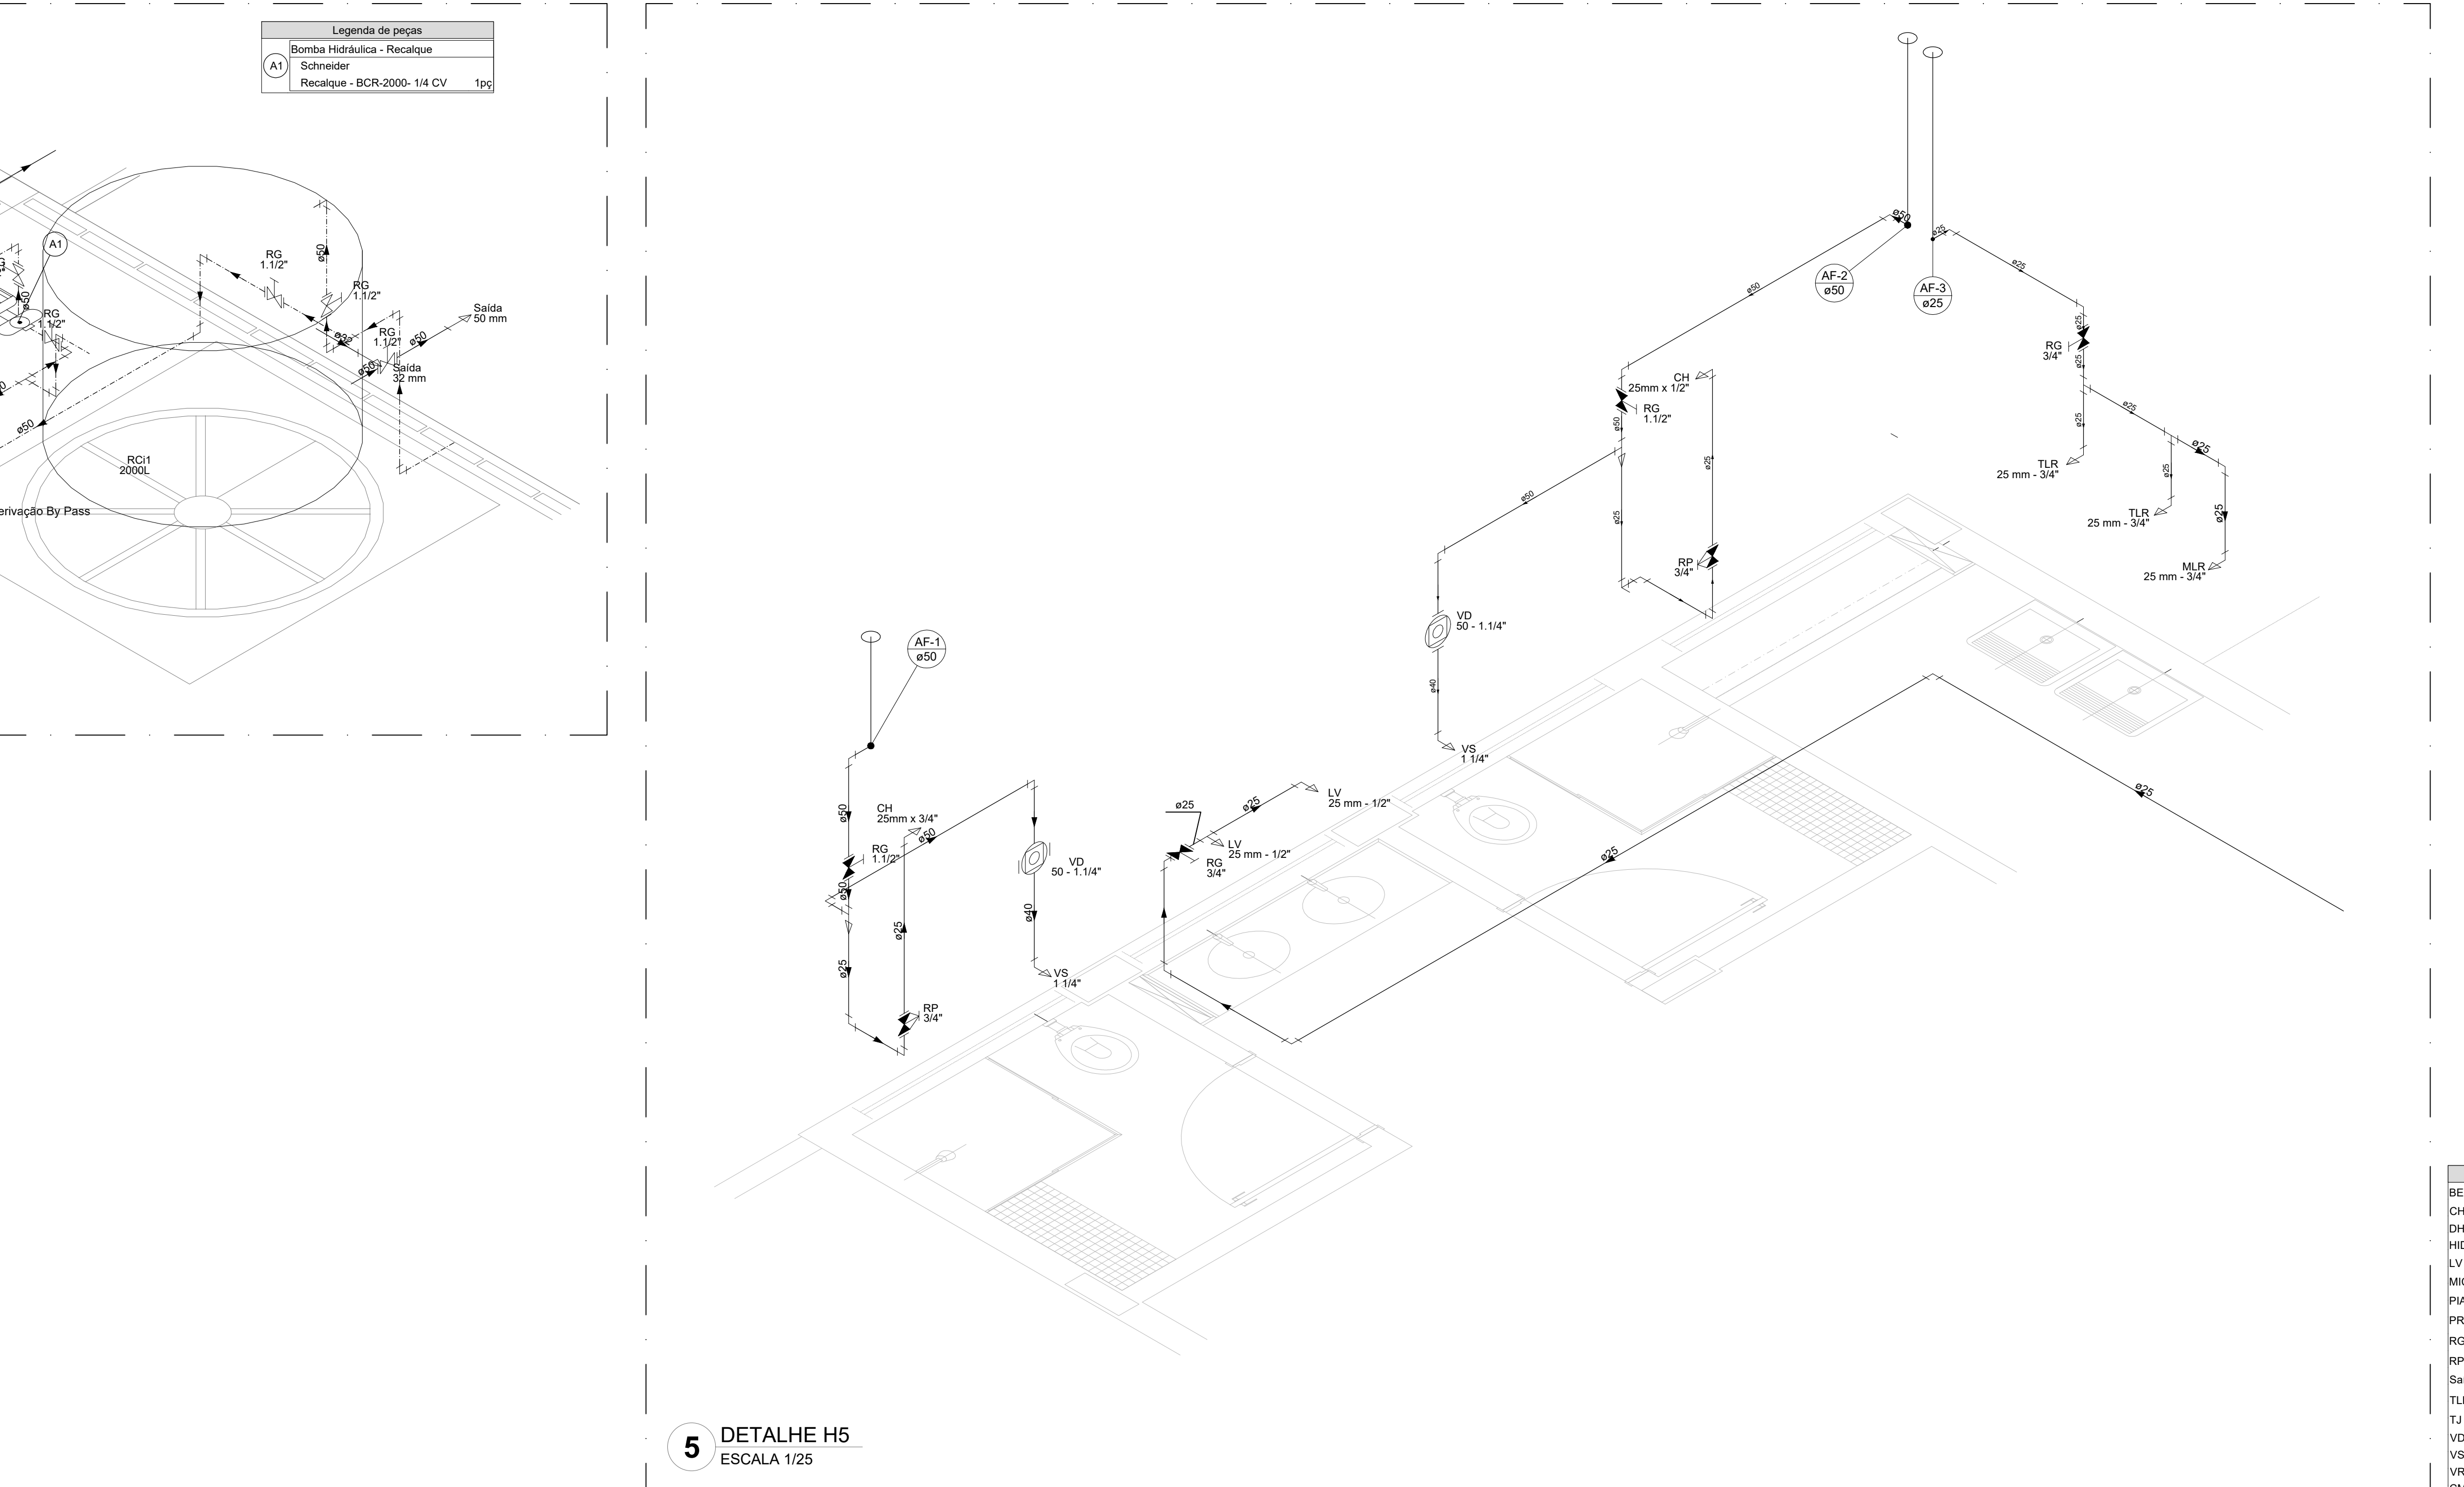 Legenda de peças
A1
Bomba Hidráulica - Recalque
Schneider
Recalque - BCR-2000- 1/4 CV 1pç
A1
RG
1.1/2"
ø50
RG
1.1/2"
Saída
50 mm
ø50
RG
1.1/2"
RG
1.1/2"
ø50
ø50
Saída
32 mm
ø50
RCi1
2000L
erivação By Pass
ø50
ø25
AF-2
ø50
AF-3
ø25
ø50
ø25
ø25
RG
3/4"
ø25
CH
25mm x 1/2"
RG
1.1/2"
ø50
ø25
ø25
ø25
TLR
25 mm - 3/4"
ø25
ø25
TLR
25 mm - 3/4"
ø25
MLR
25 mm - 3/4"
ø50
ø25
ø25
RP
3/4"
VD
50 - 1.1/4"
ø40
VS
1 1/4"
AF-1
ø50
ø50
CH
25mm x 3/4"
ø50
RG
1.1/2"
ø50
VD
50 - 1.1/4"
ø40
ø25
ø25
VS
1 1/4"
RP
3/4"
ø25
ø25
LV
25 mm - 1/2"
LV
25 mm - 1/2"
RG
3/4"
ø25
ø25
5
DETALHE H5
ESCALA 1/25
BE
CH
DH
HID
LV
PIA
PR
RG
RP
TJ
VD
VS
VR